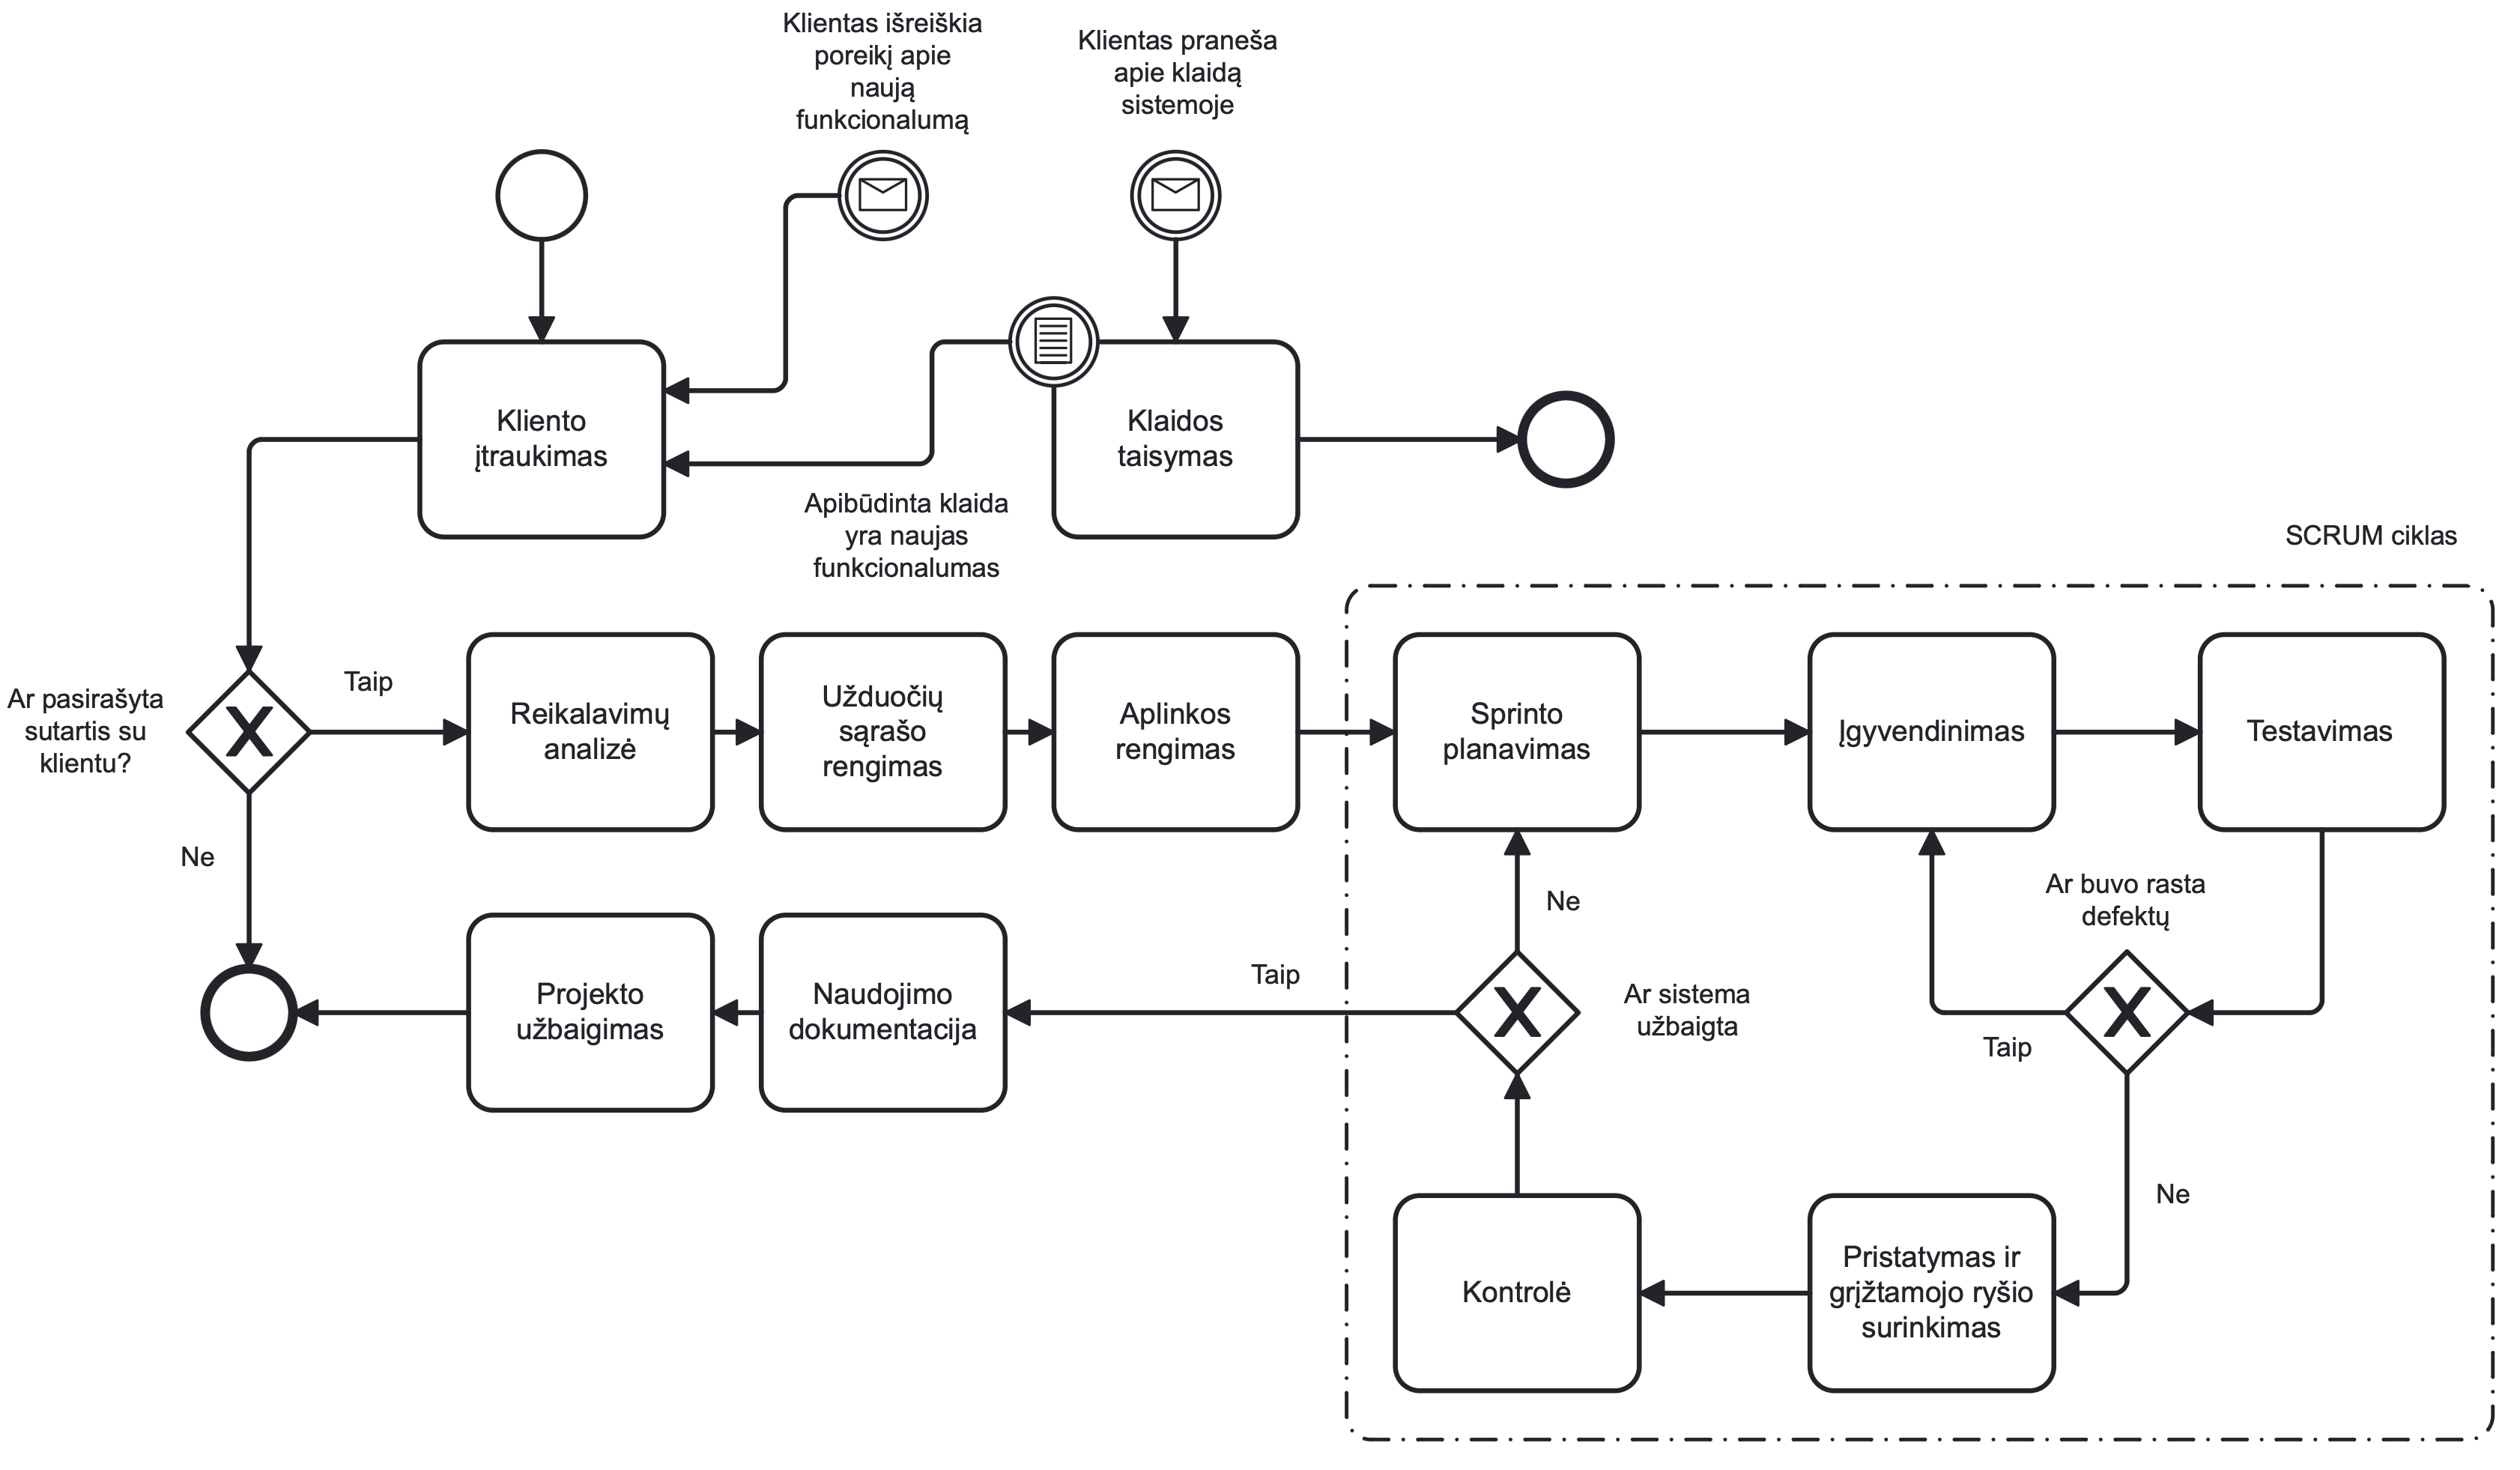 Klientas išreiškia
poreikį apie
naują
funkcionalumą
Klientas praneša
apie klaidą
sistemoje
Kliento
įtraukimas
Klaidos
taisymas
Apibūdinta klaida
yra naujas
funkcionalumas
SCRUM ciklas
Ar pasirašyta
sutartis su
klientu?
X
Taip
Reikalavimų
analizė
Užduočių
sąrašo
rengimas
Aplinkos
rengimas
Sprinto
planavimas
Įgyvendinimas
Testavimas
Ne
Ne
Ar buvo rasta
defektų
Projekto
užbaigimas
Naudojimo
dokumentacija
Taip
X
Ar sistema
užbaigta
Taip
X
Ne
Kontrolė
Pristatymas ir
grįžtamojo ryšio
surinkimas